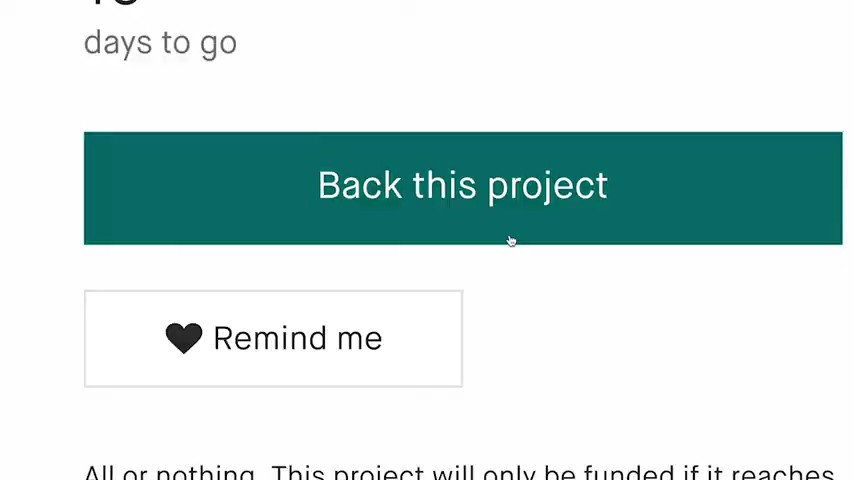 days to go
Back this project
Remind me
All or nothing. This project will only be funded if it reaches